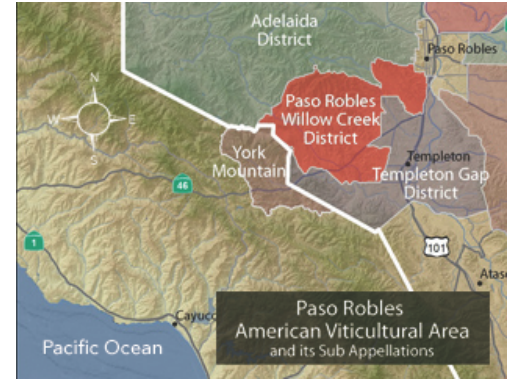 Adelaida
District
Paso Robles
N
W
E
S
Paso Robles
Willow Creek
District
York
Mountain
Templeton
Templeton Gap
District
46
1
101
Paso Robles
American Viticultural Area
and its Sub Appellations
Pacific Ocean